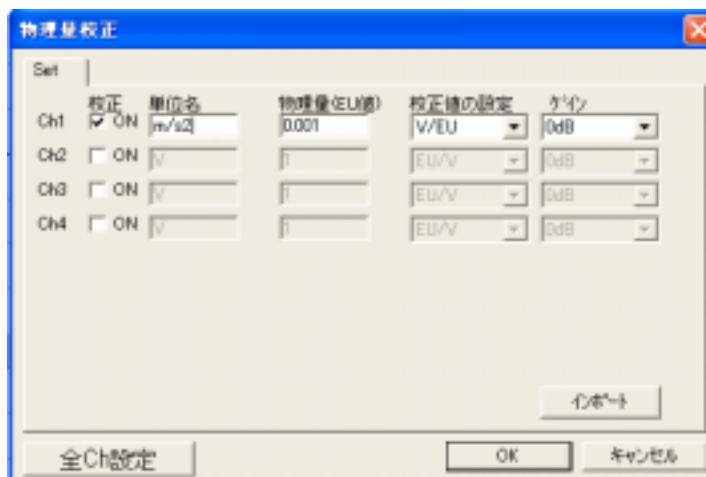 物理量校正
Set
校正 単位名 物理量(EU値) 校正値の設定 ゲイン
Ch1 ON m/s2 0.001 V/EU 0dB
Ch2 ON V 1 EU/V 0dB
Ch3 ON V 1 EU/V 0dB
Ch4 ON V 1 EU/V 0dB
インポート
全Ch設定 OK キャンセル